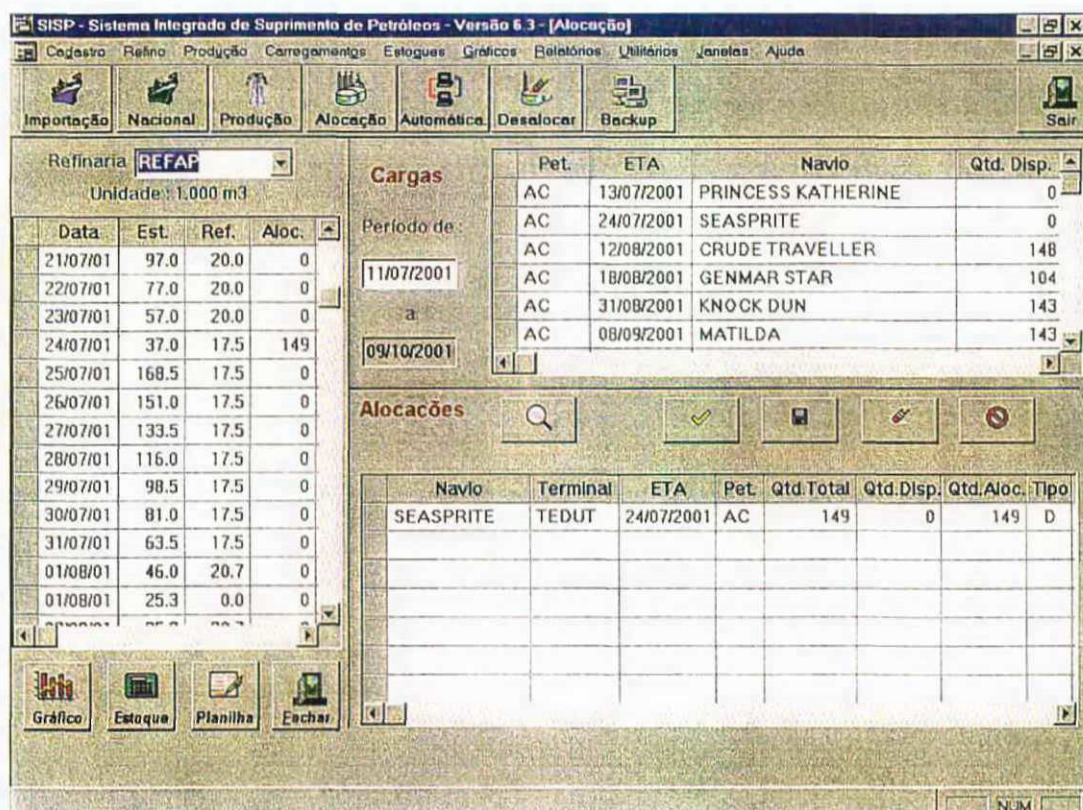 SISP - Sistema Integrado de Suprimento de Petróleos - Versão 6.3 - [Alocação]
Cadastro Refino Produção Carregamentos Estoques Gráficos Relatórios Utilitários Janelas Ajuda
Importação Nacional Produção Alocação Automática Desalocar Backup Sair
Refinaria REFAP
Unidade : 1.000 m3
Data Est. Ref. Aloc.
21/07/01 97.0 20.0 0
22/07/01 77.0 20.0 0
23/07/01 57.0 20.0 0
24/07/01 37.0 17.5 149
25/07/01 168.5 17.5 0
26/07/01 151.0 17.5 0
27/07/01 133.5 17.5 0
28/07/01 116.0 17.5 0
29/07/01 98.5 17.5 0
30/07/01 81.0 17.5 0
31/07/01 63.5 17.5 0
01/08/01 46.0 20.7 0
01/08/01 25.3 0.0 0
Gráfico Estoque Planilha Fechar
Cargas
Período de :
11/07/2001
a
09/10/2001
Pet. ETA Navio Qtd. Disp.
AC 13/07/2001 PRINCESS KATHERINE 0
AC 24/07/2001 SEASPRITE 0
AC 12/08/2001 CRUDE TRAVELLER 148
AC 18/08/2001 GENMAR STAR 104
AC 31/08/2001 KNOCK DUN 143
AC 08/09/2001 MATILDA 143
Alocações
Navio Terminal ETA Pet. Qtd.Total Qtd.Disp. Qtd.Aloc. Tipo
SEASPRITE TEDUT 24/07/2001 AC 149 0 149 D
NUM